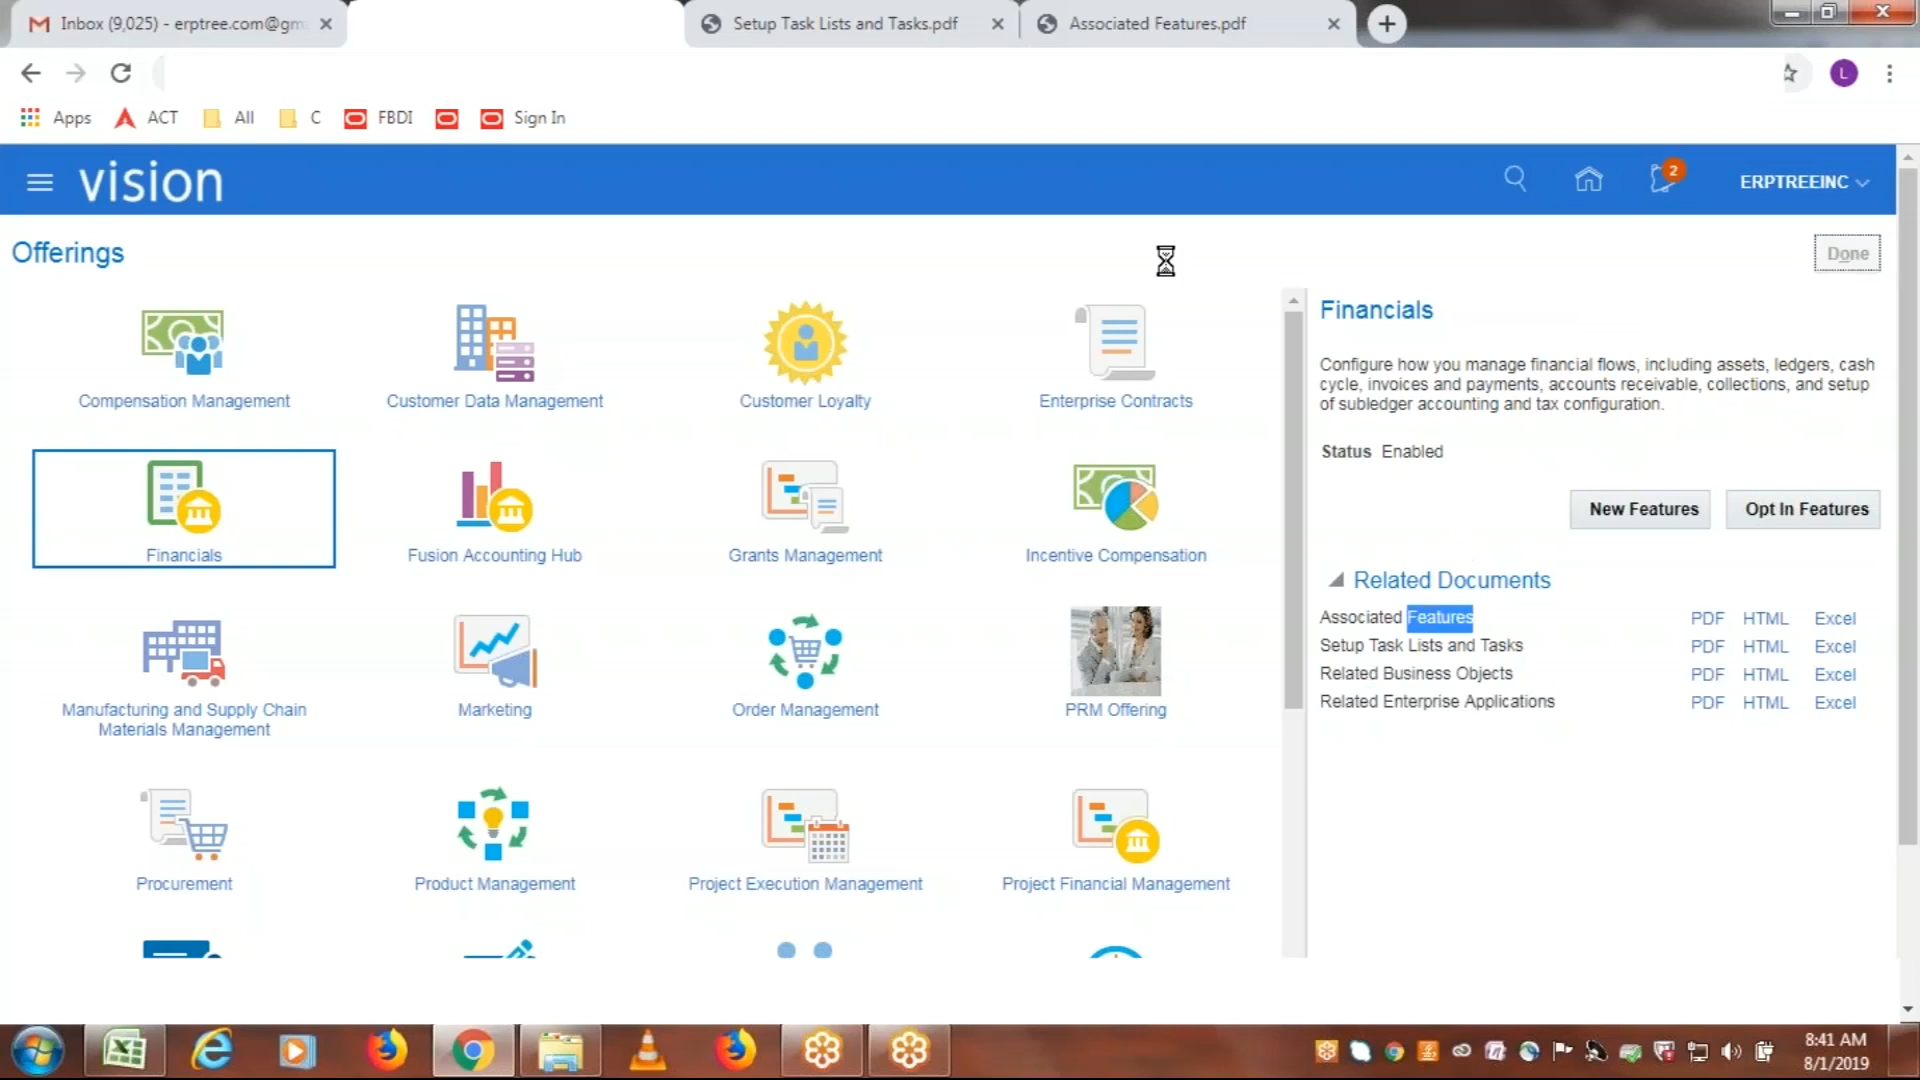 Inbox (9,025) - erptree.com@gm
Setup Task Lists and Tasks.pdf
Associated Features.pdf
L
Apps
ACT
All
C
FBDI
Sign In
vision
2
ERPTREEINC
Offerings
Done
Compensation Management
Customer Data Management
Customer Loyalty
Enterprise Contracts
Financials
Fusion Accounting Hub
Grants Management
Incentive Compensation
Manufacturing and Supply Chain
Materials Management
Marketing
Order Management
PRM Offering
Procurement
Product Management
Project Execution Management
Project Financial Management
Financials
Configure how you manage financial flows, including assets, ledgers, cash
cycle, invoices and payments, accounts receivable, collections, and setup
of subledger accounting and tax configuration.
Status Enabled
New Features
Opt In Features
Related Documents
Associated Features PDF HTML Excel
Setup Task Lists and Tasks PDF HTML Excel
Related Business Objects PDF HTML Excel
Related Enterprise Applications PDF HTML Excel
8:41 AM
8/1/2019